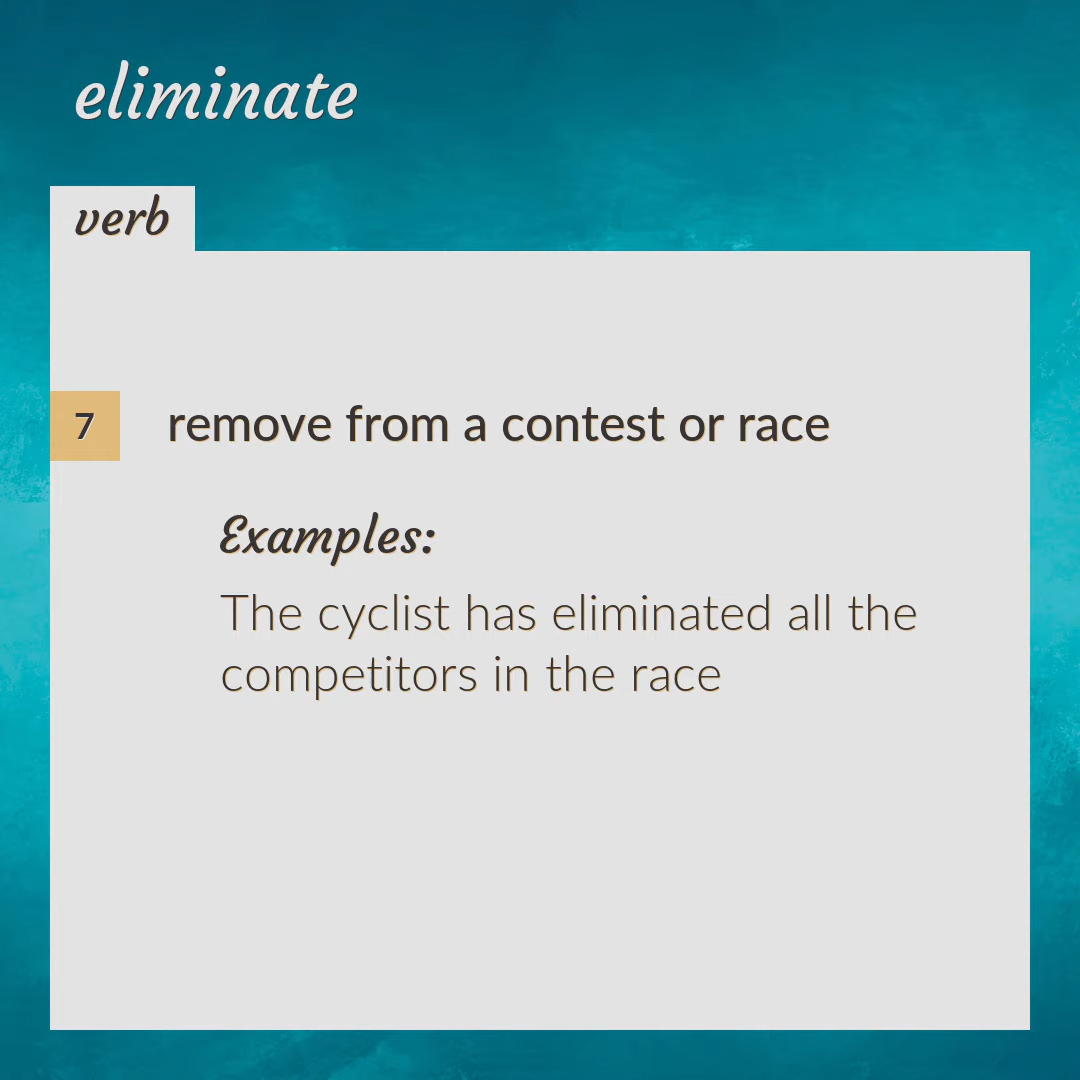 eliminate
verb
7 remove from a contest or race
Examples:
The cyclist has eliminated all the
competitors in the race